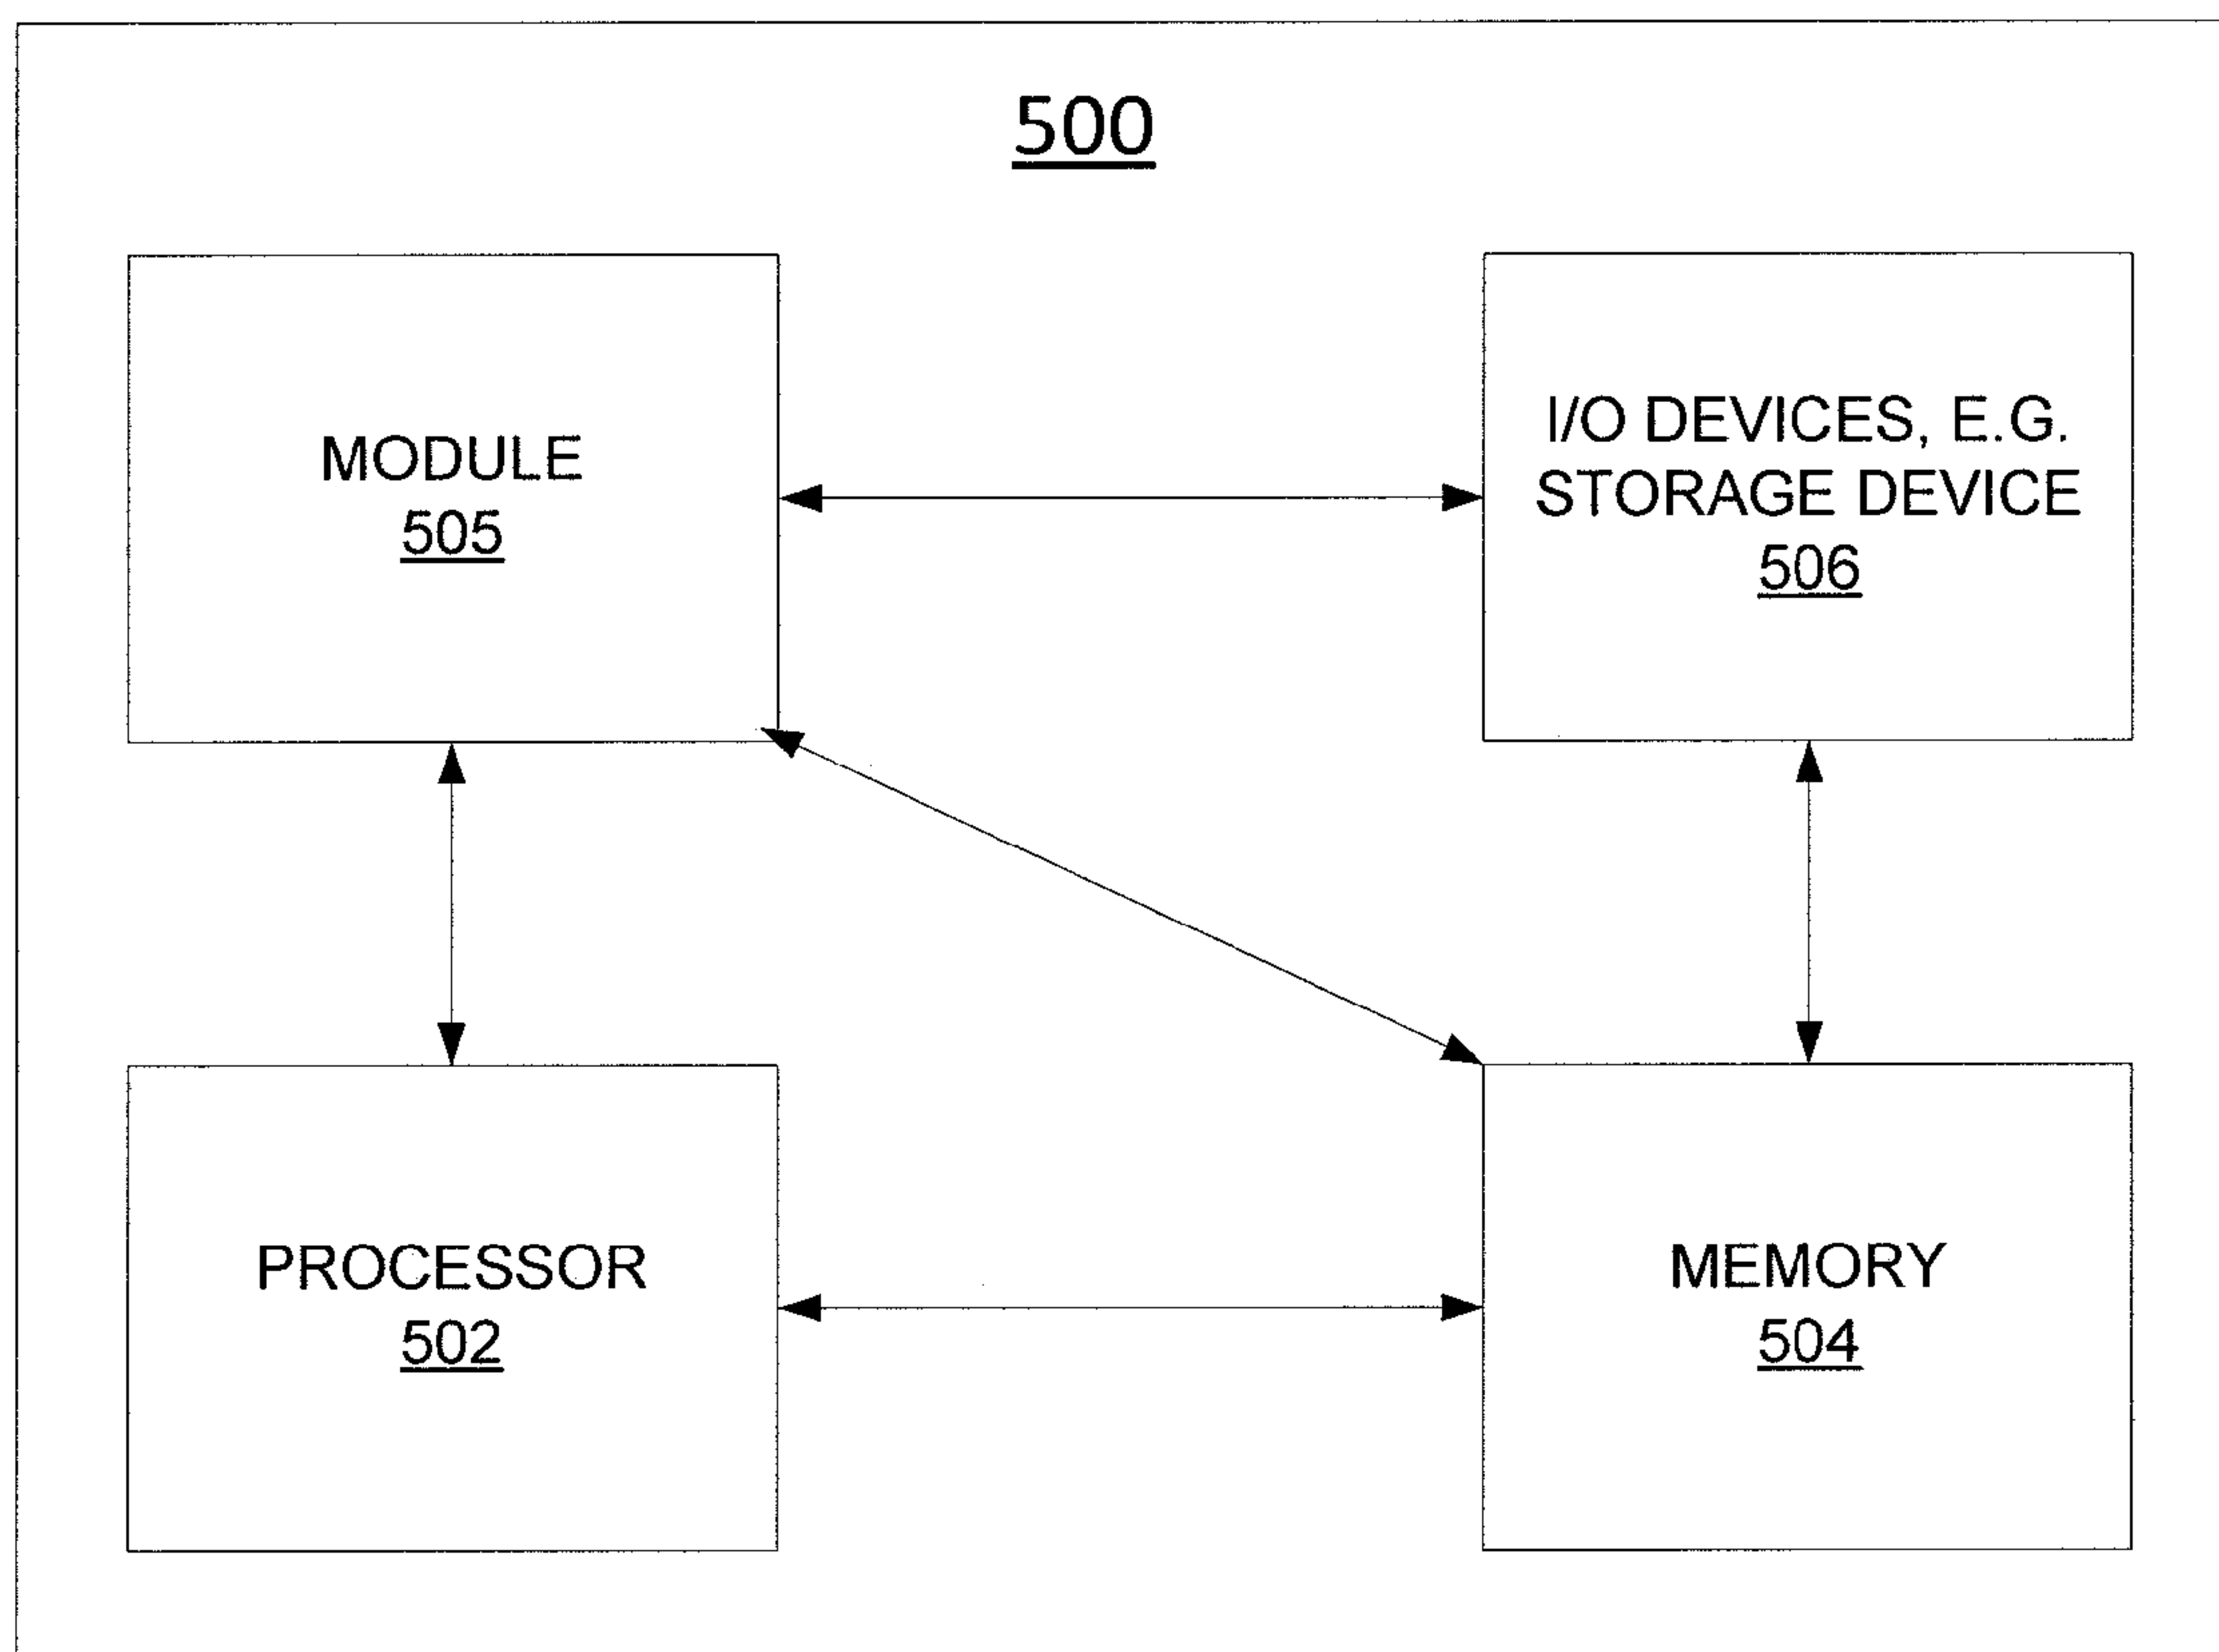 500
MODULE
505
I/O DEVICES, E.G.
STORAGE DEVICE
506
PROCESSOR
502
MEMORY
504